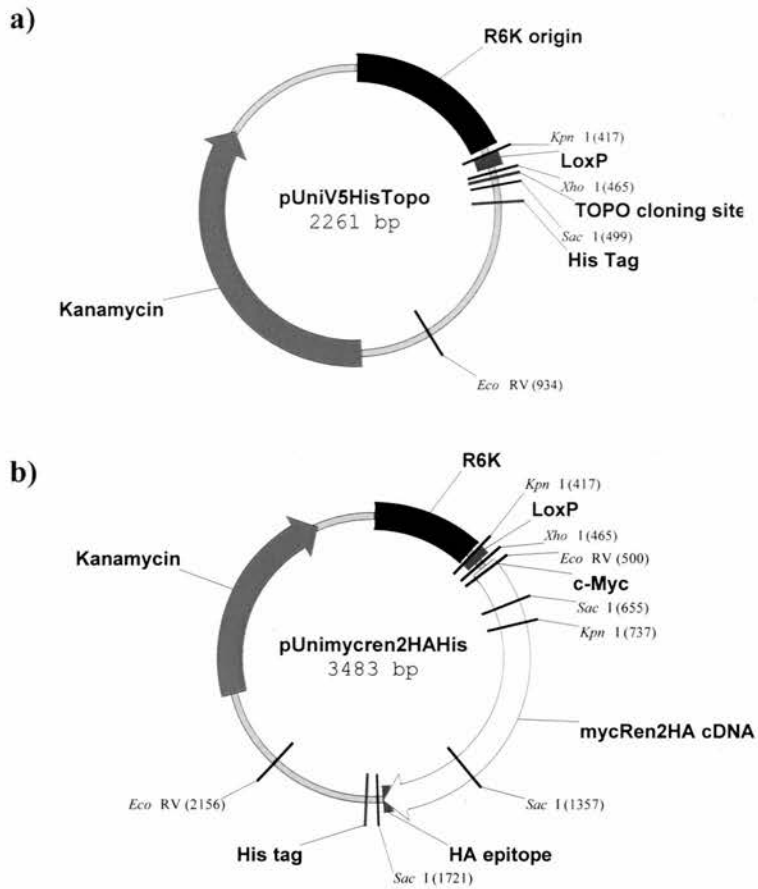 a)
R6K origin
Kpn I (417)
LoxP
Xho I (465)
TOPO cloning site
Sac I (499)
His Tag
pUniV5HisTopo
2261 bp
Kanamycin
Eco RV (934)
b)
R6K
Kpn I (417)
LoxP
Xho I (465)
Eco RV (500)
c-Myc
Sac I (655)
Kpn I (737)
Kanamycin
pUnimycren2HAHis
3483 bp
mycRen2HA cDNA
Eco RV (2156)
Sac I (1357)
His tag
HA epitope
Sac I (1721)